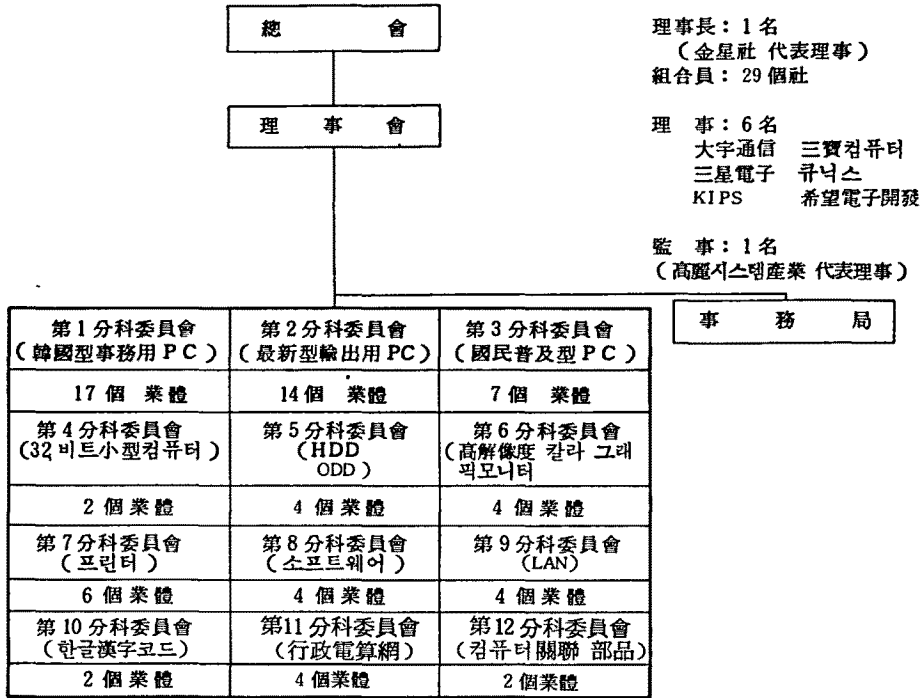 總 會
理 事 會
理事長: 1名
(金星社 代表理事)
組合員: 29個社
理 事: 6名
大宇通信 三寶컴퓨터
三星電子 큐닉스
KIPS 希望電子開發
監 事: 1名
(高麗시스템産業 代表理事)
事 務 局
第1分科委員會
(韓國型事務用PC)
17個 業體
第2分科委員會
(最新型輸出用PC)
14個 業體
第3分科委員會
(國民普及型PC)
7個 業體
第4分科委員會
(32비트小型컴퓨터)
2個業體
第5分科委員會
(HDD
ODD)
4個業體
第6分科委員會
(高解像度 칼라 그래
픽모니터
4個業體
第7分科委員會
(프린터)
6個業體
第8分科委員會
(소프트웨어)
4個業體
第9分科委員會
(LAN)
4個業體
第10分科委員會
(한글漢字코드)
2個業體
第11分科委員會
(行政電算網)
4個業體
第12分科委員會
(컴퓨터關聯 部品)
2個業體